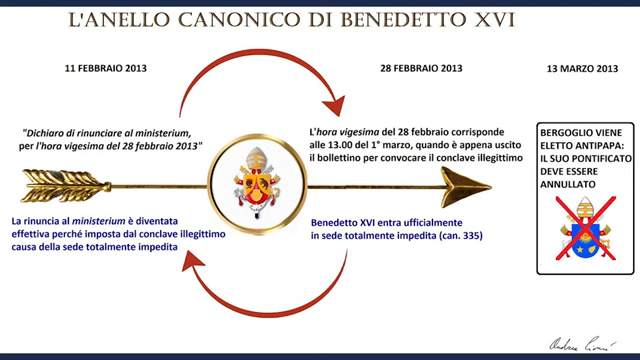 L'ANELLO CANONICO DI BENEDETTO XVI
11 FEBBRAIO 2013
28 FEBBRAIO 2013
13 MARZO 2013
"Dichiaro di rinunciare al ministerium,
per l'hora vigesima del 28 febbraio 2013"
L'hora vigesima del 28 febbraio corrisponde
alle 13.00 del 1° marzo, quando è appena uscito
il bollettino per convocare il conclave illegittimo
BERGOGLIO VIENE
ELETTO ANTIPAPA:
IL SUO PONTIFICATO
DEVE ESSERE
ANNULLATO
La rinuncia al ministerium è diventata
effettiva perché imposta dal conclave illegittimo
causa della sede totalmente impedita
Benedetto XVI entra ufficialmente
in sede totalmente impedita (can. 335)